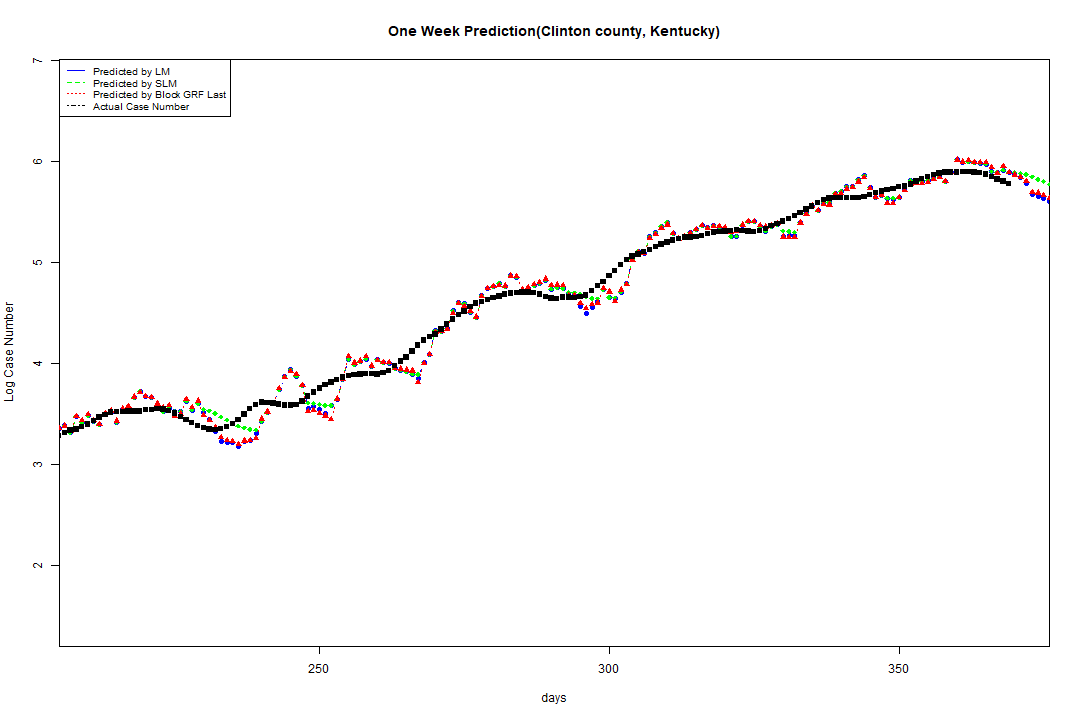 One Week Prediction(Clinton county, Kentucky)
7
Predicted by LM
Predicted by SLM
Predicted by Block GRF Last
Actual Case Number
6
5
4
3
2
Log Case Number
250 300 350
days